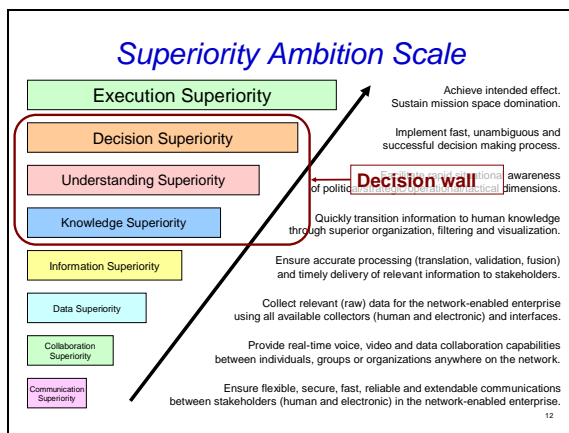 Superiority Ambition Scale
Execution Superiority
Achieve intended effect.
Sustain mission space domination.
Decision Superiority
Implement fast, unambiguous and
successful decision making process.
Understanding Superiority
Facilitate rapid situational awareness
of political/strategic/operational/tactical dimensions.
Decision wall
Knowledge Superiority
Quickly transition information to human knowledge
through superior organization, filtering and visualization.
Information Superiority
Ensure accurate processing (translation, validation, fusion)
and timely delivery of relevant information to stakeholders.
Data Superiority
Collect relevant (raw) data for the network-enabled enterprise
using all available collectors (human and electronic) and interfaces.
Collaboration
Superiority
Provide real-time voice, video and data collaboration capabilities
between individuals, groups or organizations anywhere on the network.
Communication
Superiority
Ensure flexible, secure, fast, reliable and extendable communications
between stakeholders (human and electronic) in the network-enabled enterprise.
12